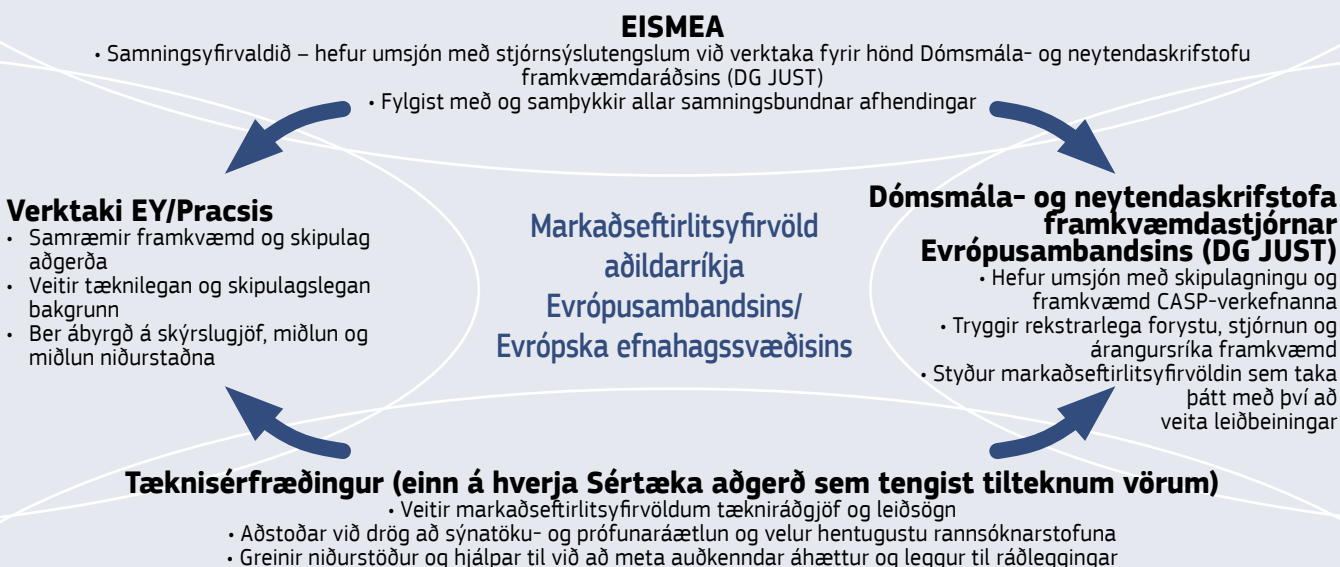 EISMEA
• Samningsyfirvaldið – hefur umsjón með stjórnsýslutengslum við verktaka fyrir hönd Dómsmála- og neytendaskrifstofu
framkvæmdaráðsins (DG JUST)
• Fylgist með og samþykkir allar samningsbundnar afhendingar
Verktaki EY/Pracsis
• Samræmir framkvæmd og skipulag
aðgerða
• Veitir tæknilegan og skipulagslegan
bakgrunn
• Ber ábyrgð á skýrslugjöf, miðlun og
miðlun niðurstaðna
Markaðseftirlitsyfirvöld
aðildarríkja
Evrópusambandsins/
Evrópska efnahagssvæðisins
Dómsmála- og neytendaskrifstofa
framkvæmdastjórnar
Evrópusambandsins (DG JUST)
• Hefur umsjón með skipulagningu og
framkvæmd CASP-verkefnanna
• Tryggir rekstrarlega forystu, stjórnun og
árangursríka framkvæmd
• Styður markaðseftirlitsyfirvöldin sem taka
þátt með því að
veita leiðbeiningar
Tæknisérfræðingur (einn á hverja Sértæka aðgerð sem tengist tilteknum vörum)
• Veitir markaðseftirlitsyfirvöldum tækniráðgjöf og leiðsögn
• Aðstoðar við drög að sýnatöku- og prófunaráætlun og velur hentugustu rannsóknarstofuna
• Greinir niðurstöður og hjálpar til við að meta auðkenndar áhættur og leggur til ráðleggingar